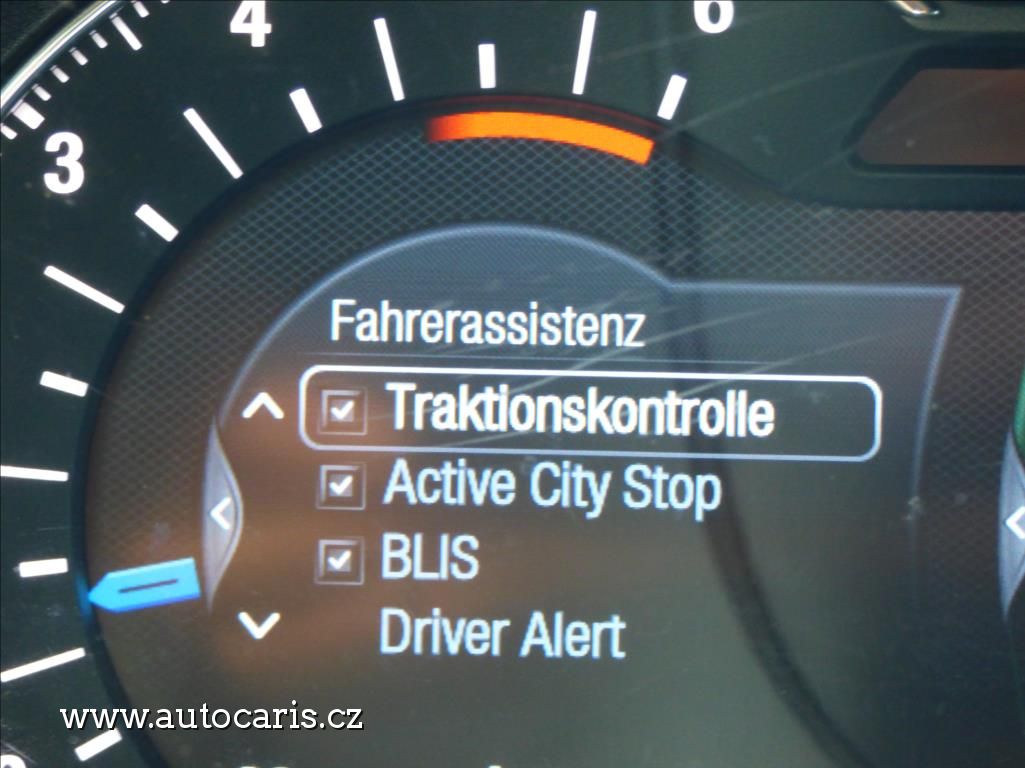 4
6
3
Fahrerassistenz
Traktionskontrolle
Active City Stop
BLIS
Driver Alert
www.autocaris.cz